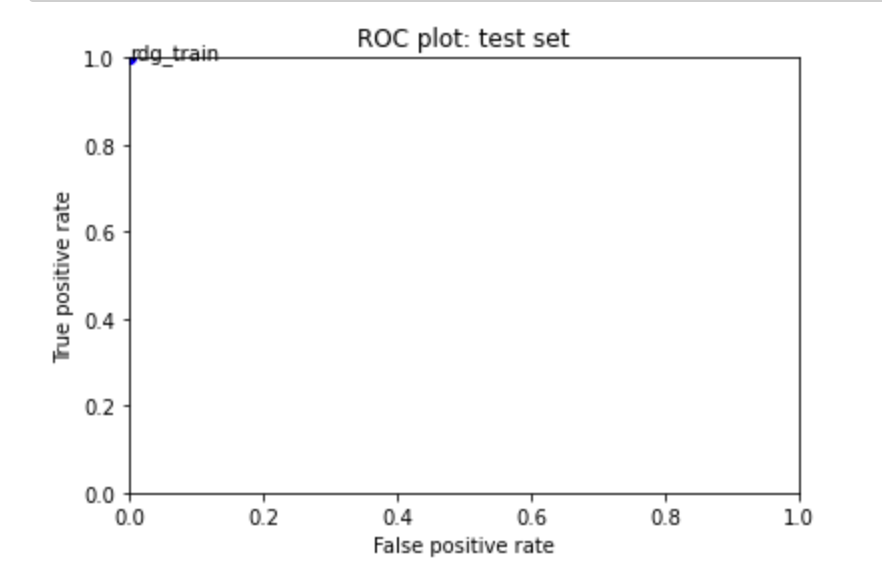 ROC plot: test set
rdg_train
1.0
0.8
0.6
0.4
0.2
0.0
True positive rate
0.0 0.2 0.4 0.6 0.8 1.0
False positive rate